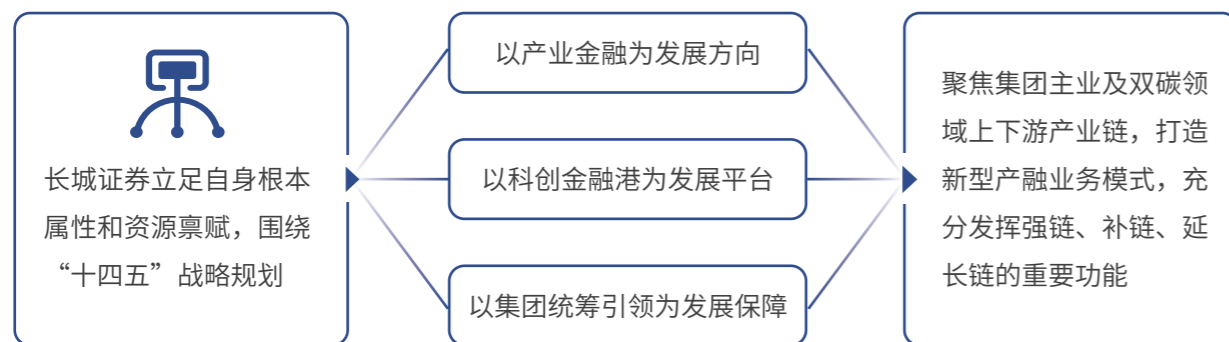 长城证券立足自身根本
属性和资源禀赋，围绕
“十四五”战略规划
以产业金融为发展方向
以科创金融港为发展平台
以集团统筹引领为发展保障
聚焦集团主业及双碳领
域上下游产业链，打造
新型产融业务模式，充
分发挥强链、补链、延
长链的重要功能